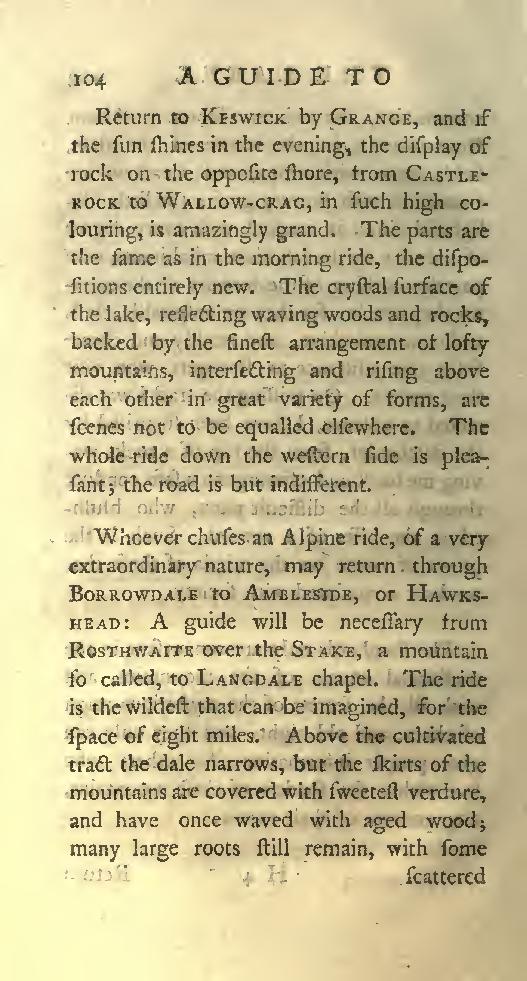 104 A GUIDE TO
Return to KESWICK by GRANGE, and if
the ſun ſhines in the evening, the diſplay of
rock on the oppoſite ſhore, from CASTLE-
ROCK to WALLOW-CRAG, in ſuch high co-
louring, is amazingly grand. The parts are
the ſame as in the morning ride, the diſpo-
ſitions entirely new. The cryſtal ſurface of
the lake, reflecting waving woods and rocks,
backed by the fineſt arrangement of lofty
mountains, interſecting and riſing above
each other in great variety of forms, are
ſcenes not to be equalled elſewhere. The
whole ride down the weſtern ſide is plea-
ſant; the road is but indifferent.
Whoever chuſes an Alpine ride, of a very
extraordinary nature, may return through
BORROWDALE to AMBLESIDE, or HAWKS-
HEAD: A guide will be neceſſary from
ROSTHWAITE over the STAKE, a mountain
ſo called, to LANGDALE chapel. The ride
is the wildeſt that can be imagined, for the
ſpace of eight miles. Above the cultivated
tract the dale narrows, but the ſkirts of the
mountains are covered with ſweeteſt verdure,
and have once waved with aged wood;
many large roots ſtill remain, with ſome
ſcattered